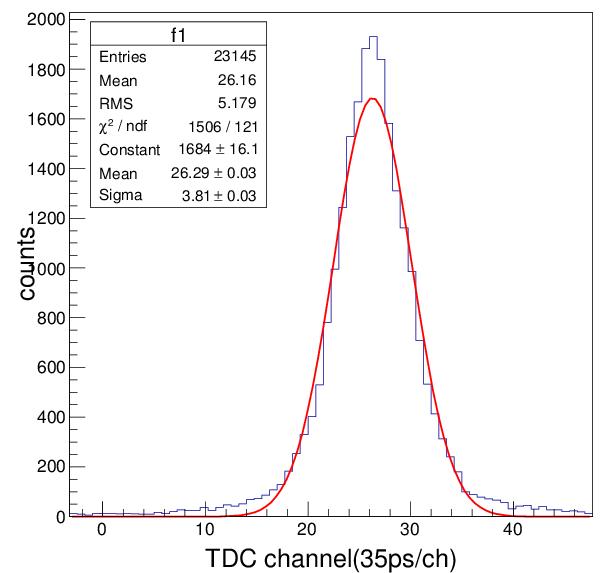 f1
Entries 23145
Mean 26.16
RMS 5.179
χ² / ndf 1506 / 121
Constant 1684 ± 16.1
Mean 26.29 ± 0.03
Sigma 3.81 ± 0.03
2000
1800
1600
1400
1200
1000
800
600
400
200
0
counts
0 10 20 30 40
TDC channel(35ps/ch)